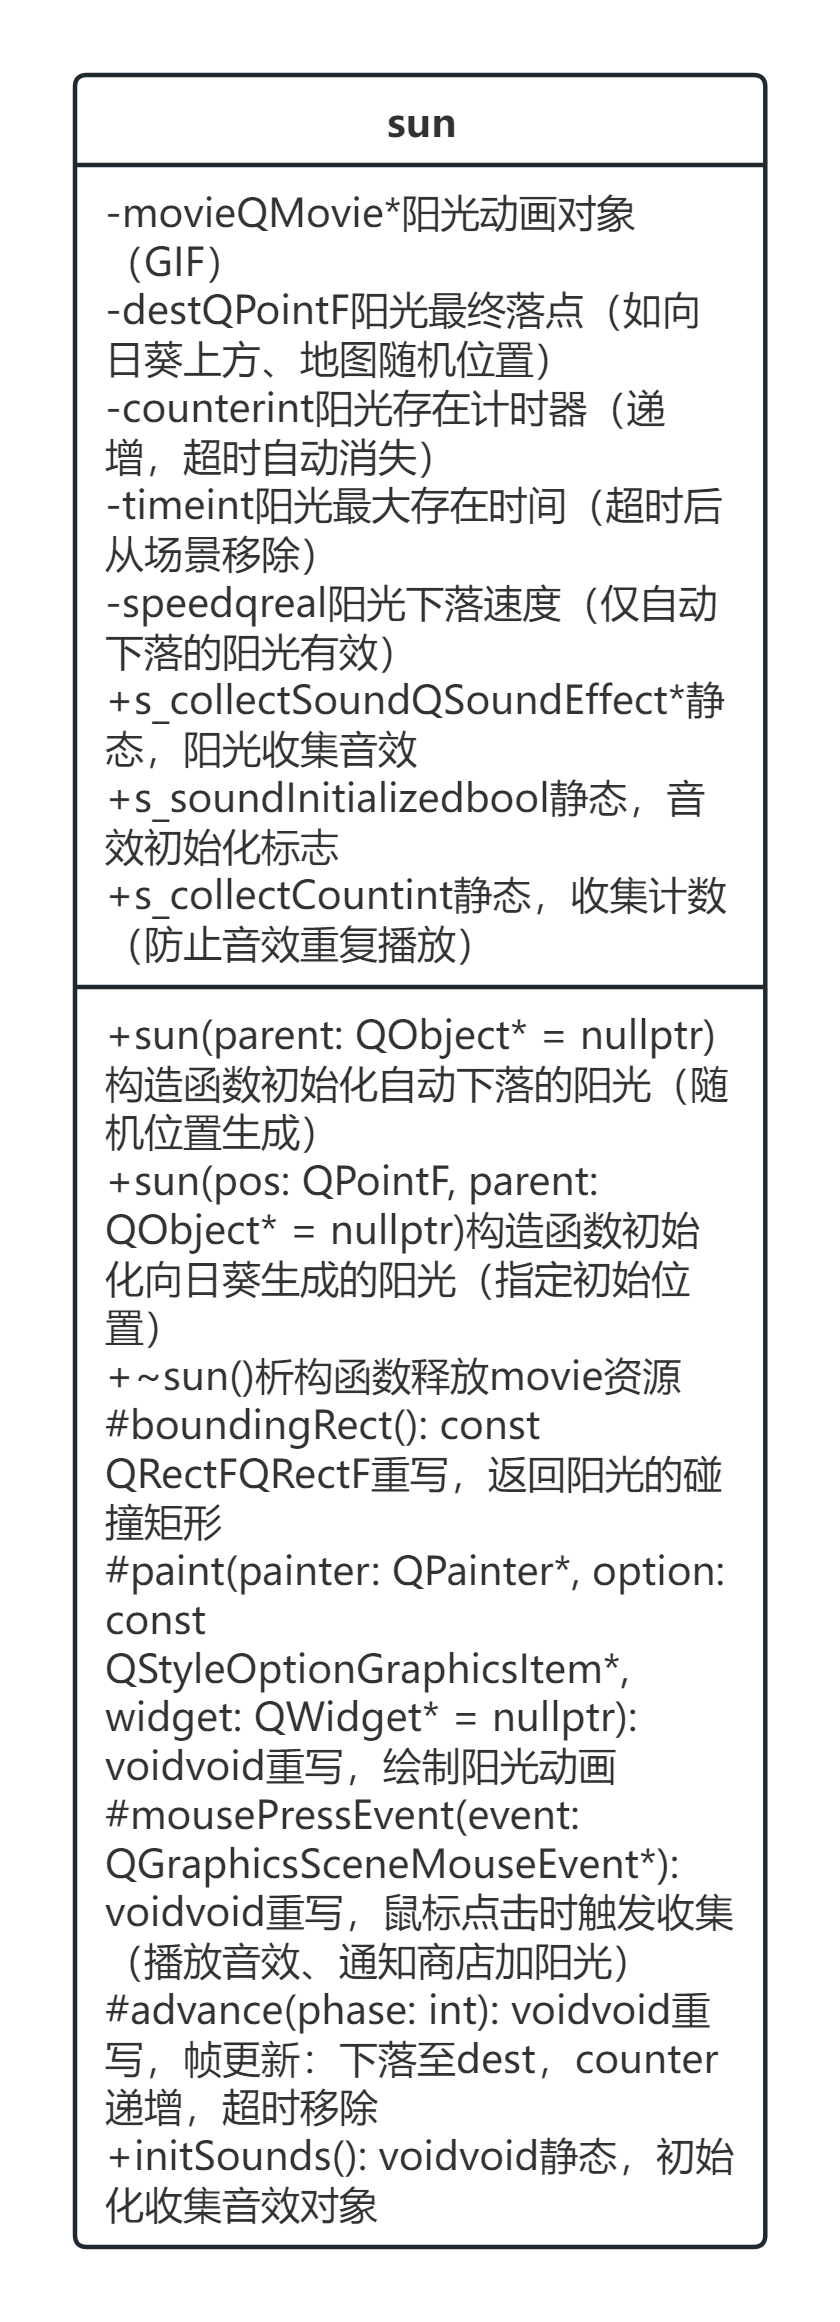 sun
-movieQMovie*阳光动画对象
（GIF）
-destQPointF阳光最终落点（如向
日葵上方、地图随机位置）
-counterint阳光存在计时器（递
增，超时自动消失）
-timeint阳光最大存在时间（超时后
从场景移除）
-speedqreal阳光下落速度（仅自动
下落的阳光有效）
+s_collectSoundQSoundEffect*静
态，阳光收集音效
+s_soundInitializedbool静态，音
效初始化标志
+s_collectCountint静态，收集计数
（防止音效重复播放）
+sun(parent: QObject* = nullptr)
构造函数初始化自动下落的阳光（随
机位置生成）
+sun(pos: QPointF, parent:
QObject* = nullptr)构造函数初始
化向日葵生成的阳光（指定初始位
置）
+~sun()析构函数释放movie资源
#boundingRect(): const
QRectFQRectF重写，返回阳光的碰
撞矩形
#paint(painter: QPainter*, option:
const
QStyleOptionGraphicsItem*,
widget: QWidget* = nullptr):
voidvoid重写，绘制阳光动画
#mousePressEvent(event:
QGraphicsSceneMouseEvent*):
voidvoid重写，鼠标点击时触发收集
（播放音效、通知商店加阳光）
#advance(phase: int): voidvoid重
写，帧更新：下落至dest，counter
递增，超时移除
+initSounds(): voidvoid静态，初始
化收集音效对象